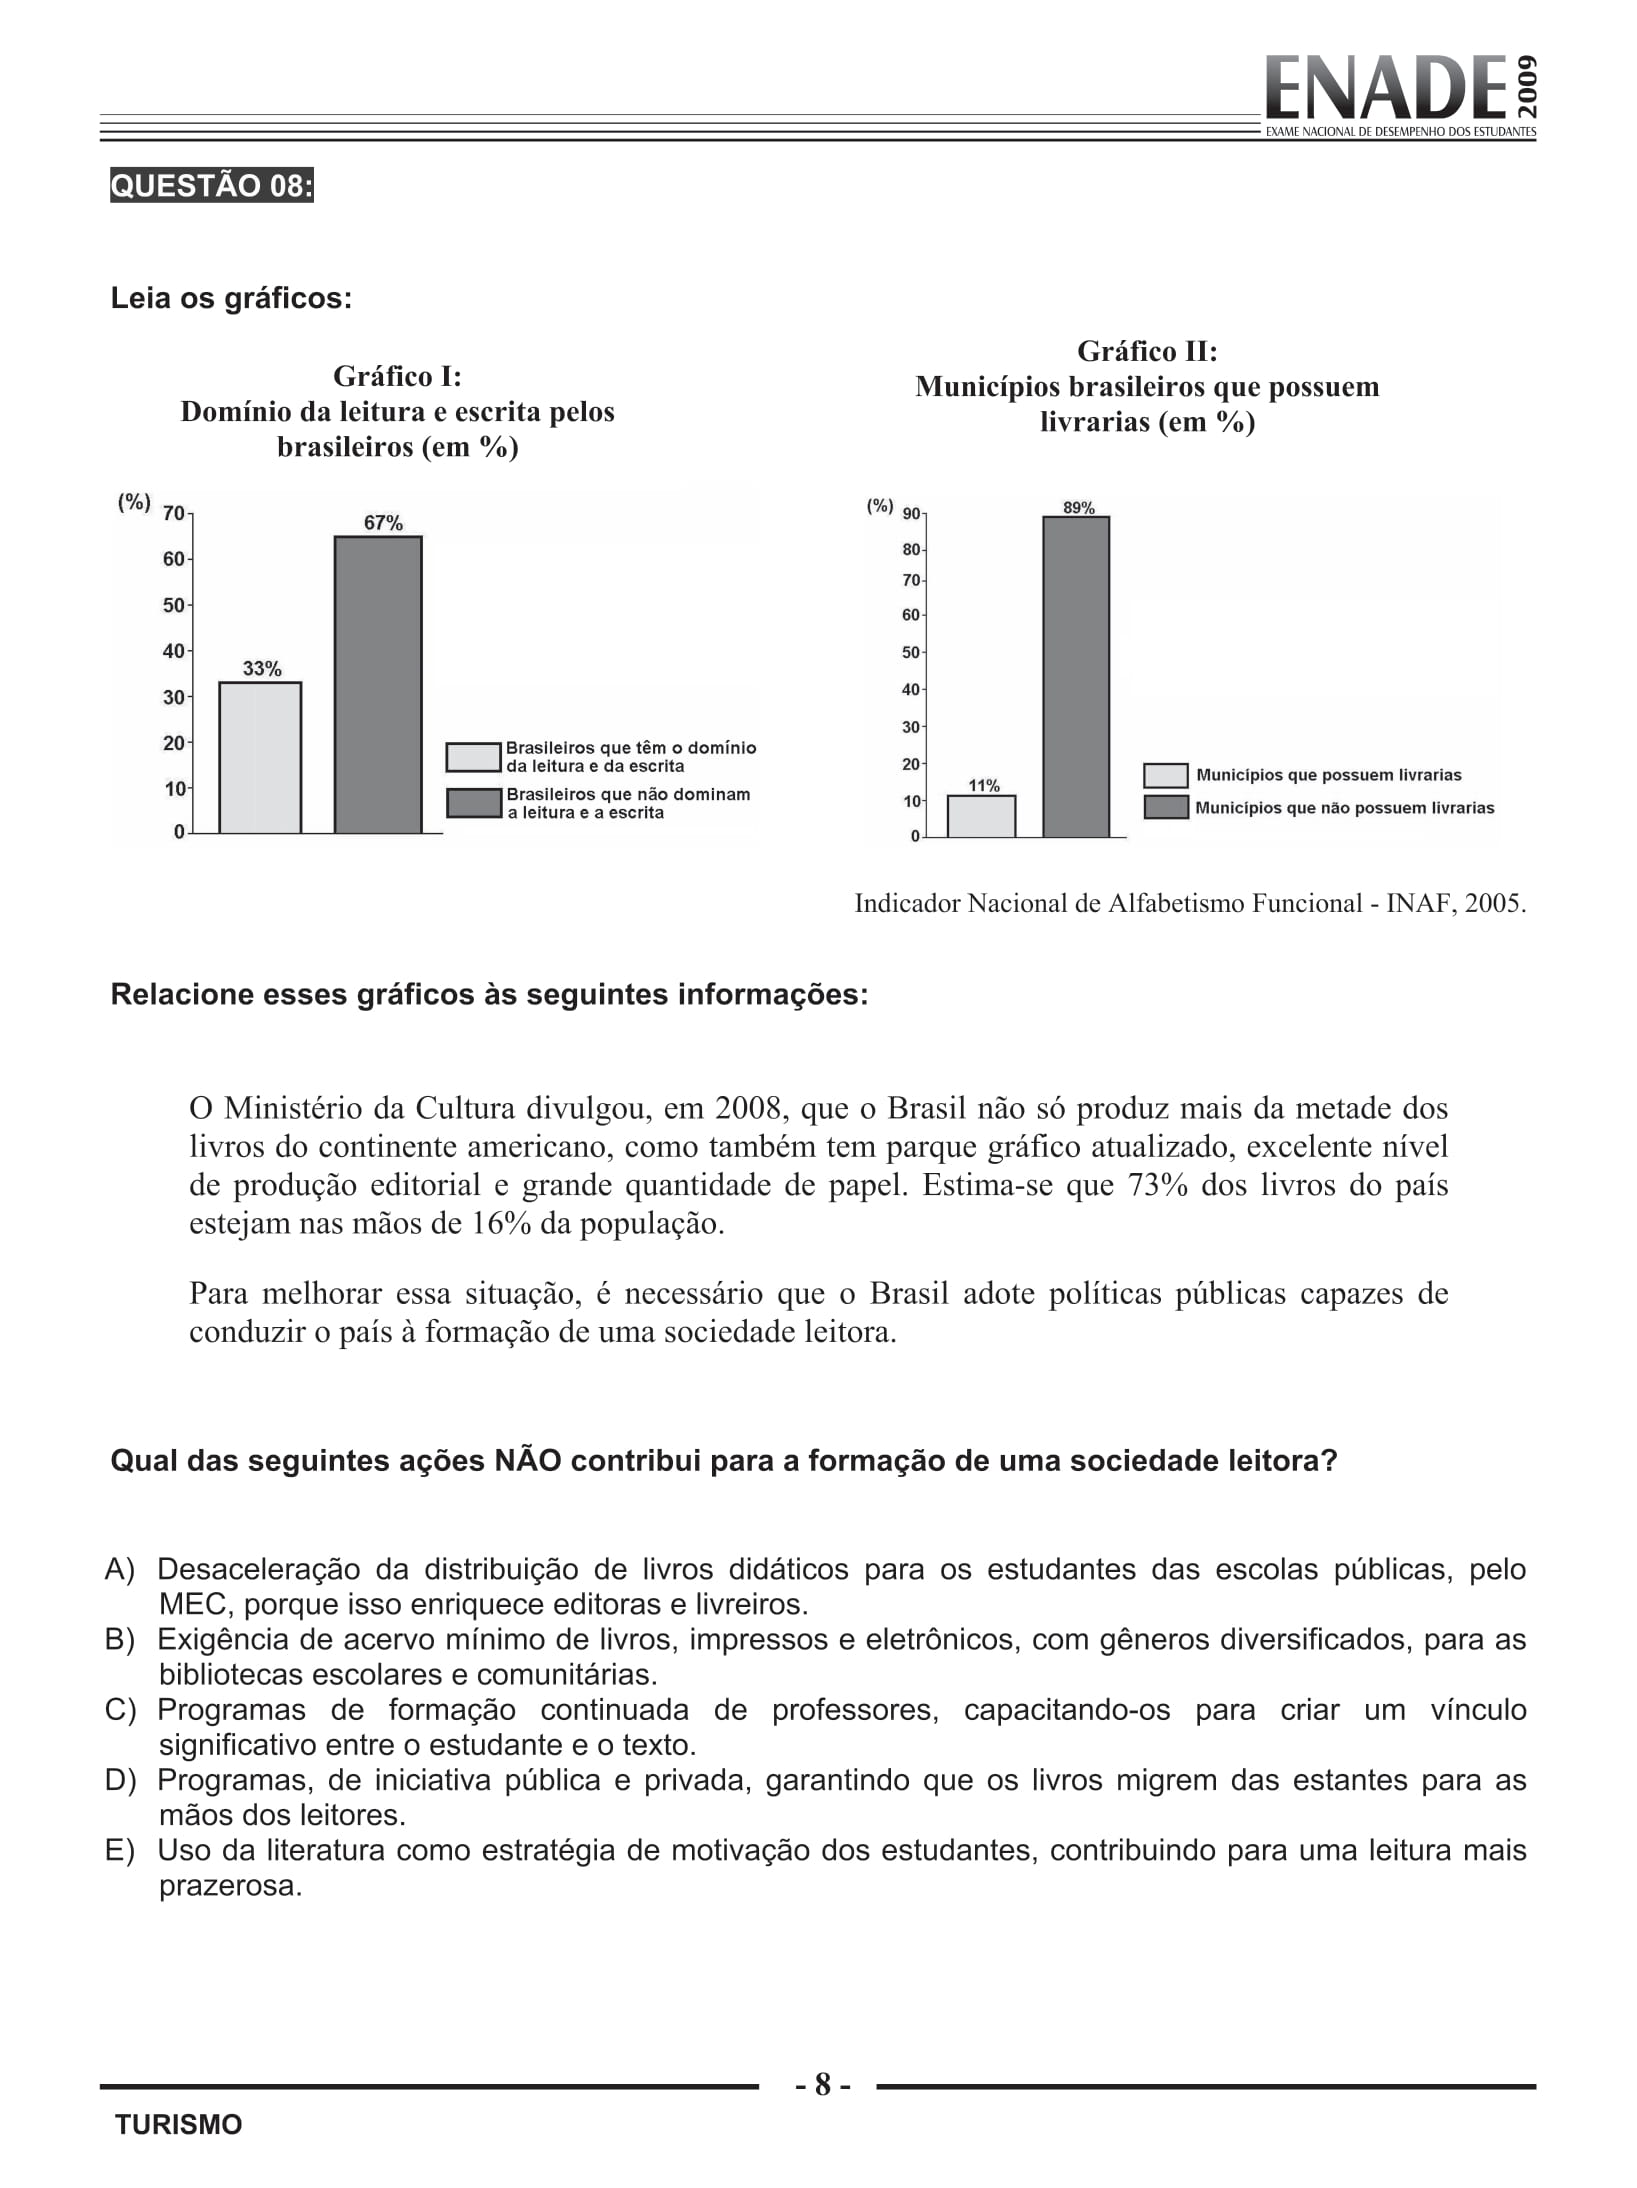 ENADE 2009
EXAME NACIONAL DE DESEMPENHO DOS ESTUDANTES
QUESTÃO 08:
Leia os gráficos:
Gráfico I:
Domínio da leitura e escrita pelos
brasileiros (em %)
(%)
70
60
50
40
30
20
10
0
33%
67%
Brasileiros que têm o domínio
da leitura e da escrita
Brasileiros que não dominam
a leitura e a escrita
Gráfico II:
Municípios brasileiros que possuem
livrarias (em %)
(%)
90
80
70
60
50
40
30
20
10
0
11%
89%
Municípios que possuem livrarias
Municípios que não possuem livrarias
Indicador Nacional de Alfabetismo Funcional - INAF, 2005.
Relacione esses gráficos às seguintes informações:
O Ministério da Cultura divulgou, em 2008, que o Brasil não só produz mais da metade dos
livros do continente americano, como também tem parque gráfico atualizado, excelente nível
de produção editorial e grande quantidade de papel. Estima-se que 73% dos livros do país
estejam nas mãos de 16% da população.
Para melhorar essa situação, é necessário que o Brasil adote políticas públicas capazes de
conduzir o país à formação de uma sociedade leitora.
Qual das seguintes ações NÃO contribui para a formação de uma sociedade leitora?
A) Desaceleração da distribuição de livros didáticos para os estudantes das escolas públicas, pelo
MEC, porque isso enriquece editoras e livreiros.
B) Exigência de acervo mínimo de livros, impressos e eletrônicos, com gêneros diversificados, para as
bibliotecas escolares e comunitárias.
C) Programas de formação continuada de professores, capacitando-os para criar um vínculo
significativo entre o estudante e o texto.
D) Programas, de iniciativa pública e privada, garantindo que os livros migrem das estantes para as
mãos dos leitores.
E) Uso da literatura como estratégia de motivação dos estudantes, contribuindo para uma leitura mais
prazerosa.
- 8 -
TURISMO